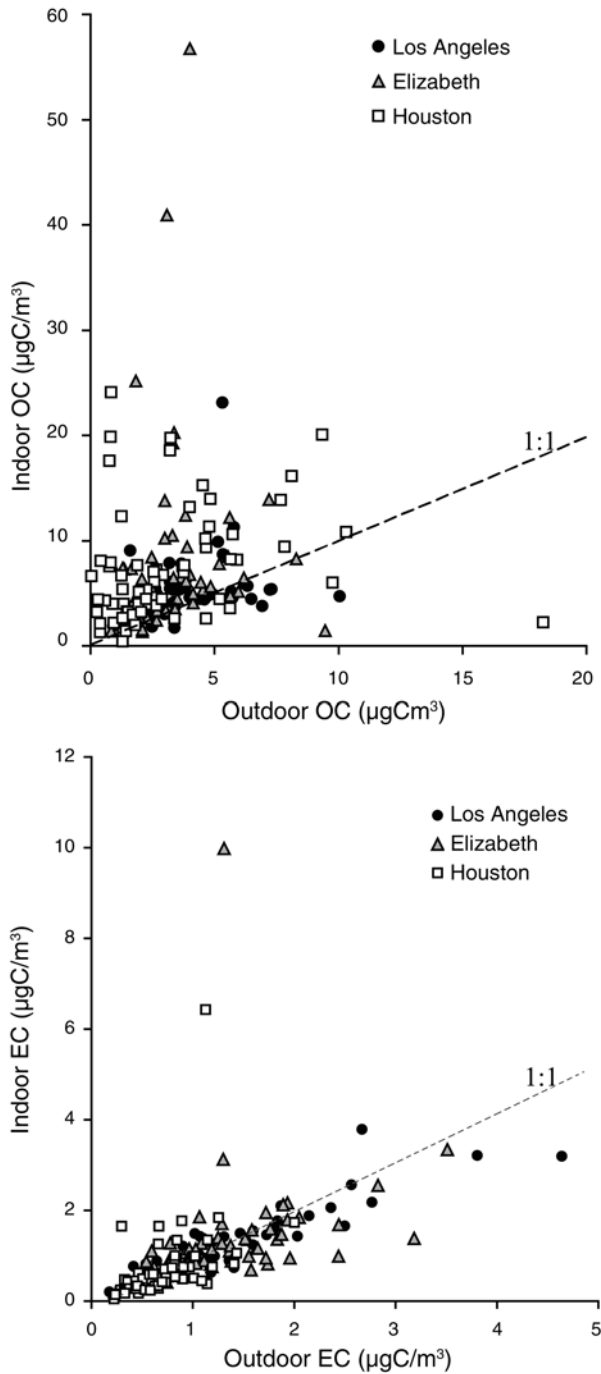 60
50
40
30
20
10
0
Indoor OC (µgC/m³)
Los Angeles
Elizabeth
Houston
1:1
0 5 10 15 20
Outdoor OC (µgCm³)
12
10
8
6
4
2
0
Indoor EC (µgC/m³)
Los Angeles
Elizabeth
Houston
1:1
0 1 2 3 4 5
Outdoor EC (µgC/m³)